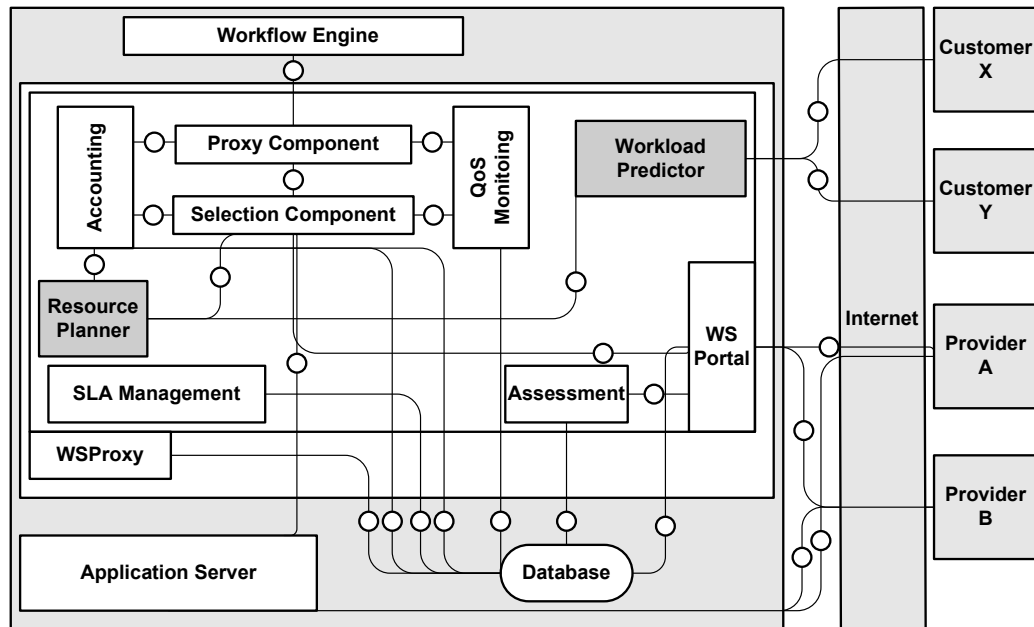 Workflow Engine
Customer
X
Accounting
Proxy Component
QoS
Monitoing
Workload
Predictor
Selection Component
Customer
Y
Resource
Planner
WS
Portal
Internet
Provider
A
SLA Management
Assessment
WSProxy
Provider
B
Application Server
Database